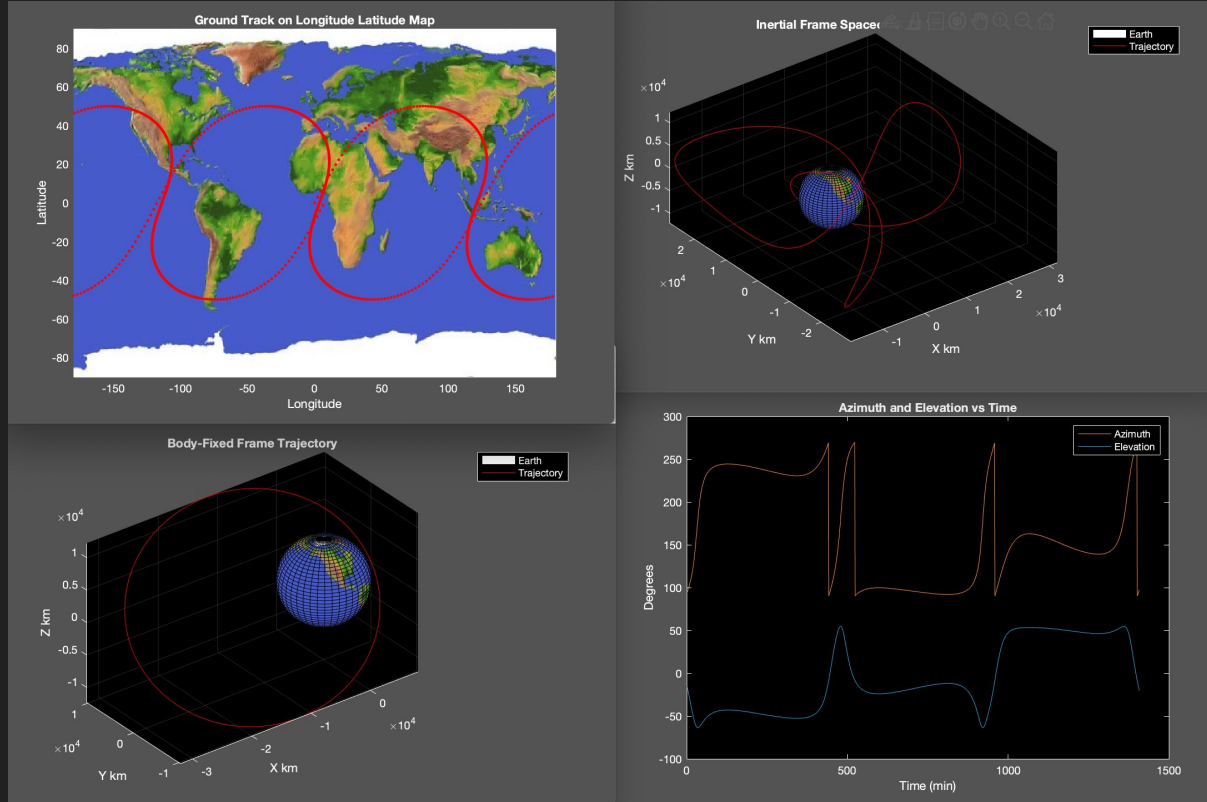 Ground Track on Longitude Latitude Map
80
60
40
20
0
-20
-40
-60
-80
Latitude
-150 -100 -50 0 50 100 150
Longitude
Inertial Frame Space
Earth
Trajectory
×10⁴
1
0.5
0
-0.5
-1
Z km
2
1
0
-1
-2
×10⁴
Y km
-1
0
1
2
3
×10⁴
X km
Body-Fixed Frame Trajectory
Earth
Trajectory
×10⁴
1
0.5
0
-0.5
-1
Z km
1
0
-1
×10⁴
Y km
-3
-2
-1
0
×10⁴
X km
Azimuth and Elevation vs Time
Azimuth
Elevation
300
250
200
150
100
50
0
-50
-100
Degrees
0 500 1000 1500
Time (min)